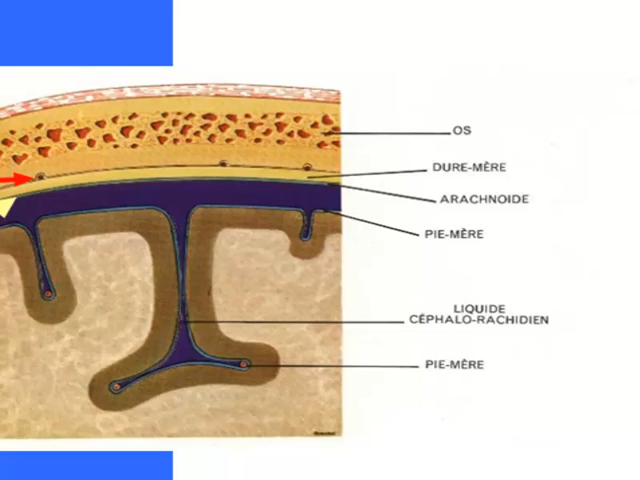 OS
DURE-MÈRE
ARACHNOIDE
PIE-MÈRE
LIQUIDE
CÉPHALO-RACHIDIEN
PIE-MÈRE